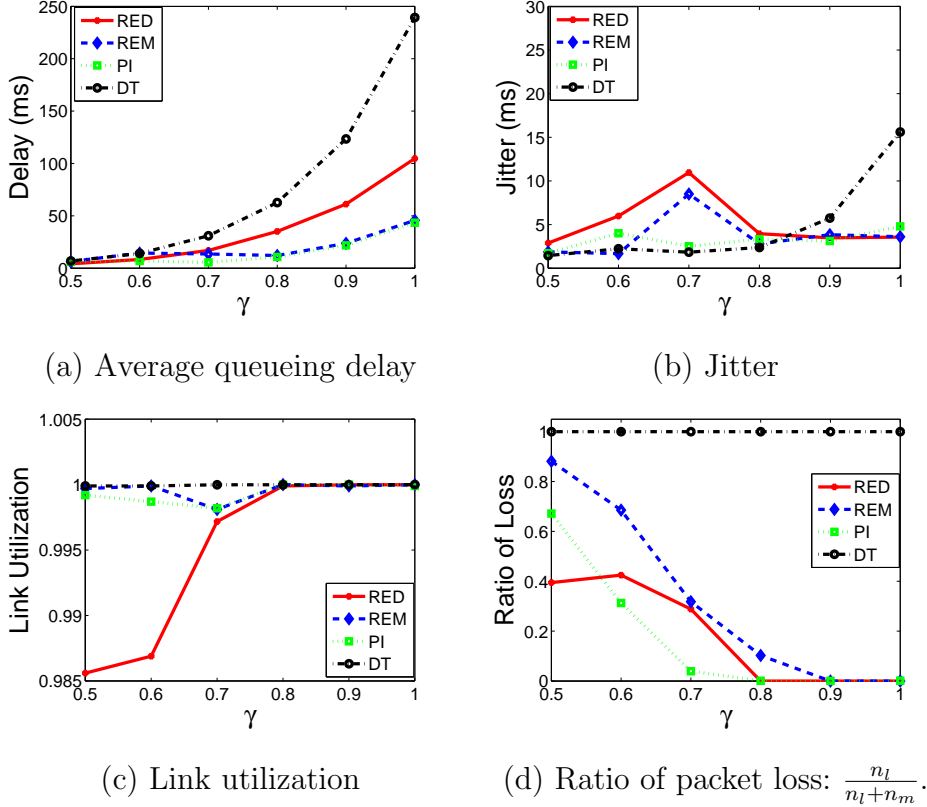 250
200
150
100
50
0
Delay (ms)
RED
REM
PI
DT
0.5 0.6 0.7 0.8 0.9 1
γ
(a) Average queueing delay
30
25
20
15
10
5
0
Jitter (ms)
RED
REM
PI
DT
0.5 0.6 0.7 0.8 0.9 1
γ
(b) Jitter
1.005
1
0.995
0.99
0.985
Link Utilization
RED
REM
PI
DT
0.5 0.6 0.7 0.8 0.9 1
γ
(c) Link utilization
1
0.8
0.6
0.4
0.2
0
Ratio of Loss
RED
REM
PI
DT
0.5 0.6 0.7 0.8 0.9 1
γ
(d) Ratio of packet loss: n_l/(n_l+n_m).